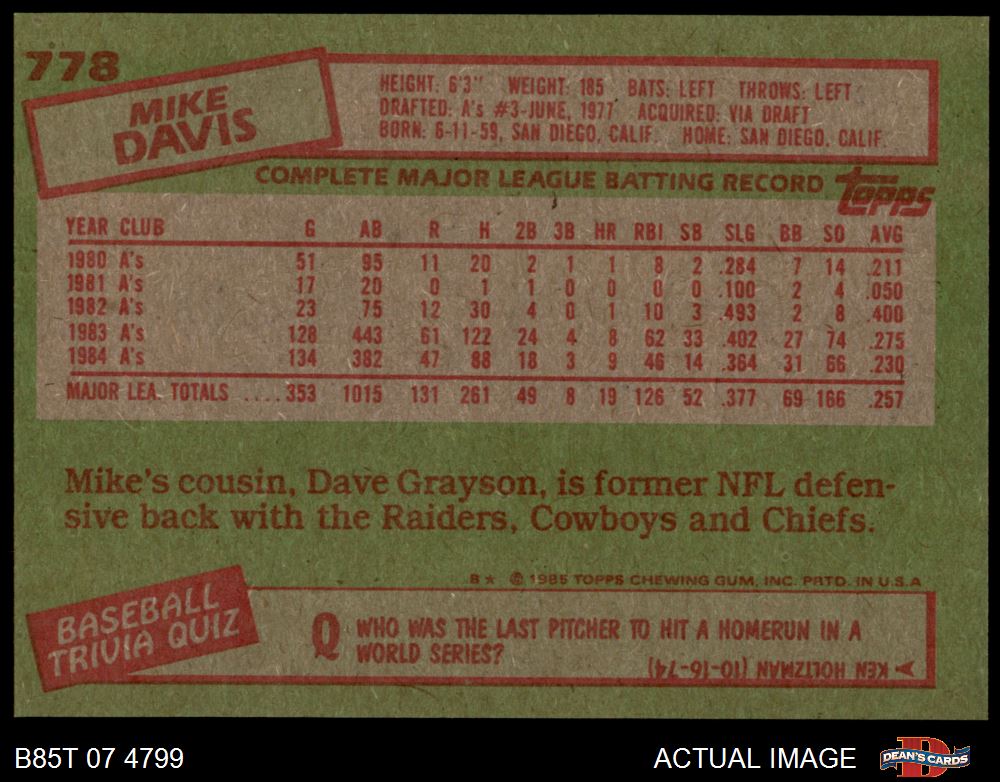 778
MIKE
DAVIS
HEIGHT: 6'3" WEIGHT: 185 BATS: LEFT THROWS: LEFT
DRAFTED: A's #3-JUNE, 1977 ACQUIRED: VIA DRAFT
BORN: 6-11-59, SAN DIEGO, CALIF. HOME: SAN DIEGO, CALIF.
COMPLETE MAJOR LEAGUE BATTING RECORD
TOPPS
YEAR CLUB G AB R H 2B 3B HR RBI SB SLG BB SO AVG
1980 A's 51 95 11 20 2 1 1 8 2 .284 7 14 .211
1981 A's 17 20 0 1 1 0 0 0 0 .100 2 4 .050
1982 A's 23 75 12 30 4 0 1 10 3 .493 2 8 .400
1983 A's 128 443 61 122 24 4 8 62 33 .402 27 74 .275
1984 A's 134 382 47 88 18 3 9 46 14 .364 31 66 .230
MAJOR LEA. TOTALS ....353 1015 131 261 49 8 19 126 52 .377 69 166 .257
Mike's cousin, Dave Grayson, is former NFL defen-
sive back with the Raiders, Cowboys and Chiefs.
B* © 1985 TOPPS CHEWING GUM, INC. PRTD. IN U.S.A
BASEBALL
TRIVIA QUIZ
Q WHO WAS THE LAST PITCHER TO HIT A HOMERUN IN A
WORLD SERIES?
KEN HOLTZMAN (10-16-74)
B85T 07 4799
ACTUAL IMAGE
DEAN'S CARDS